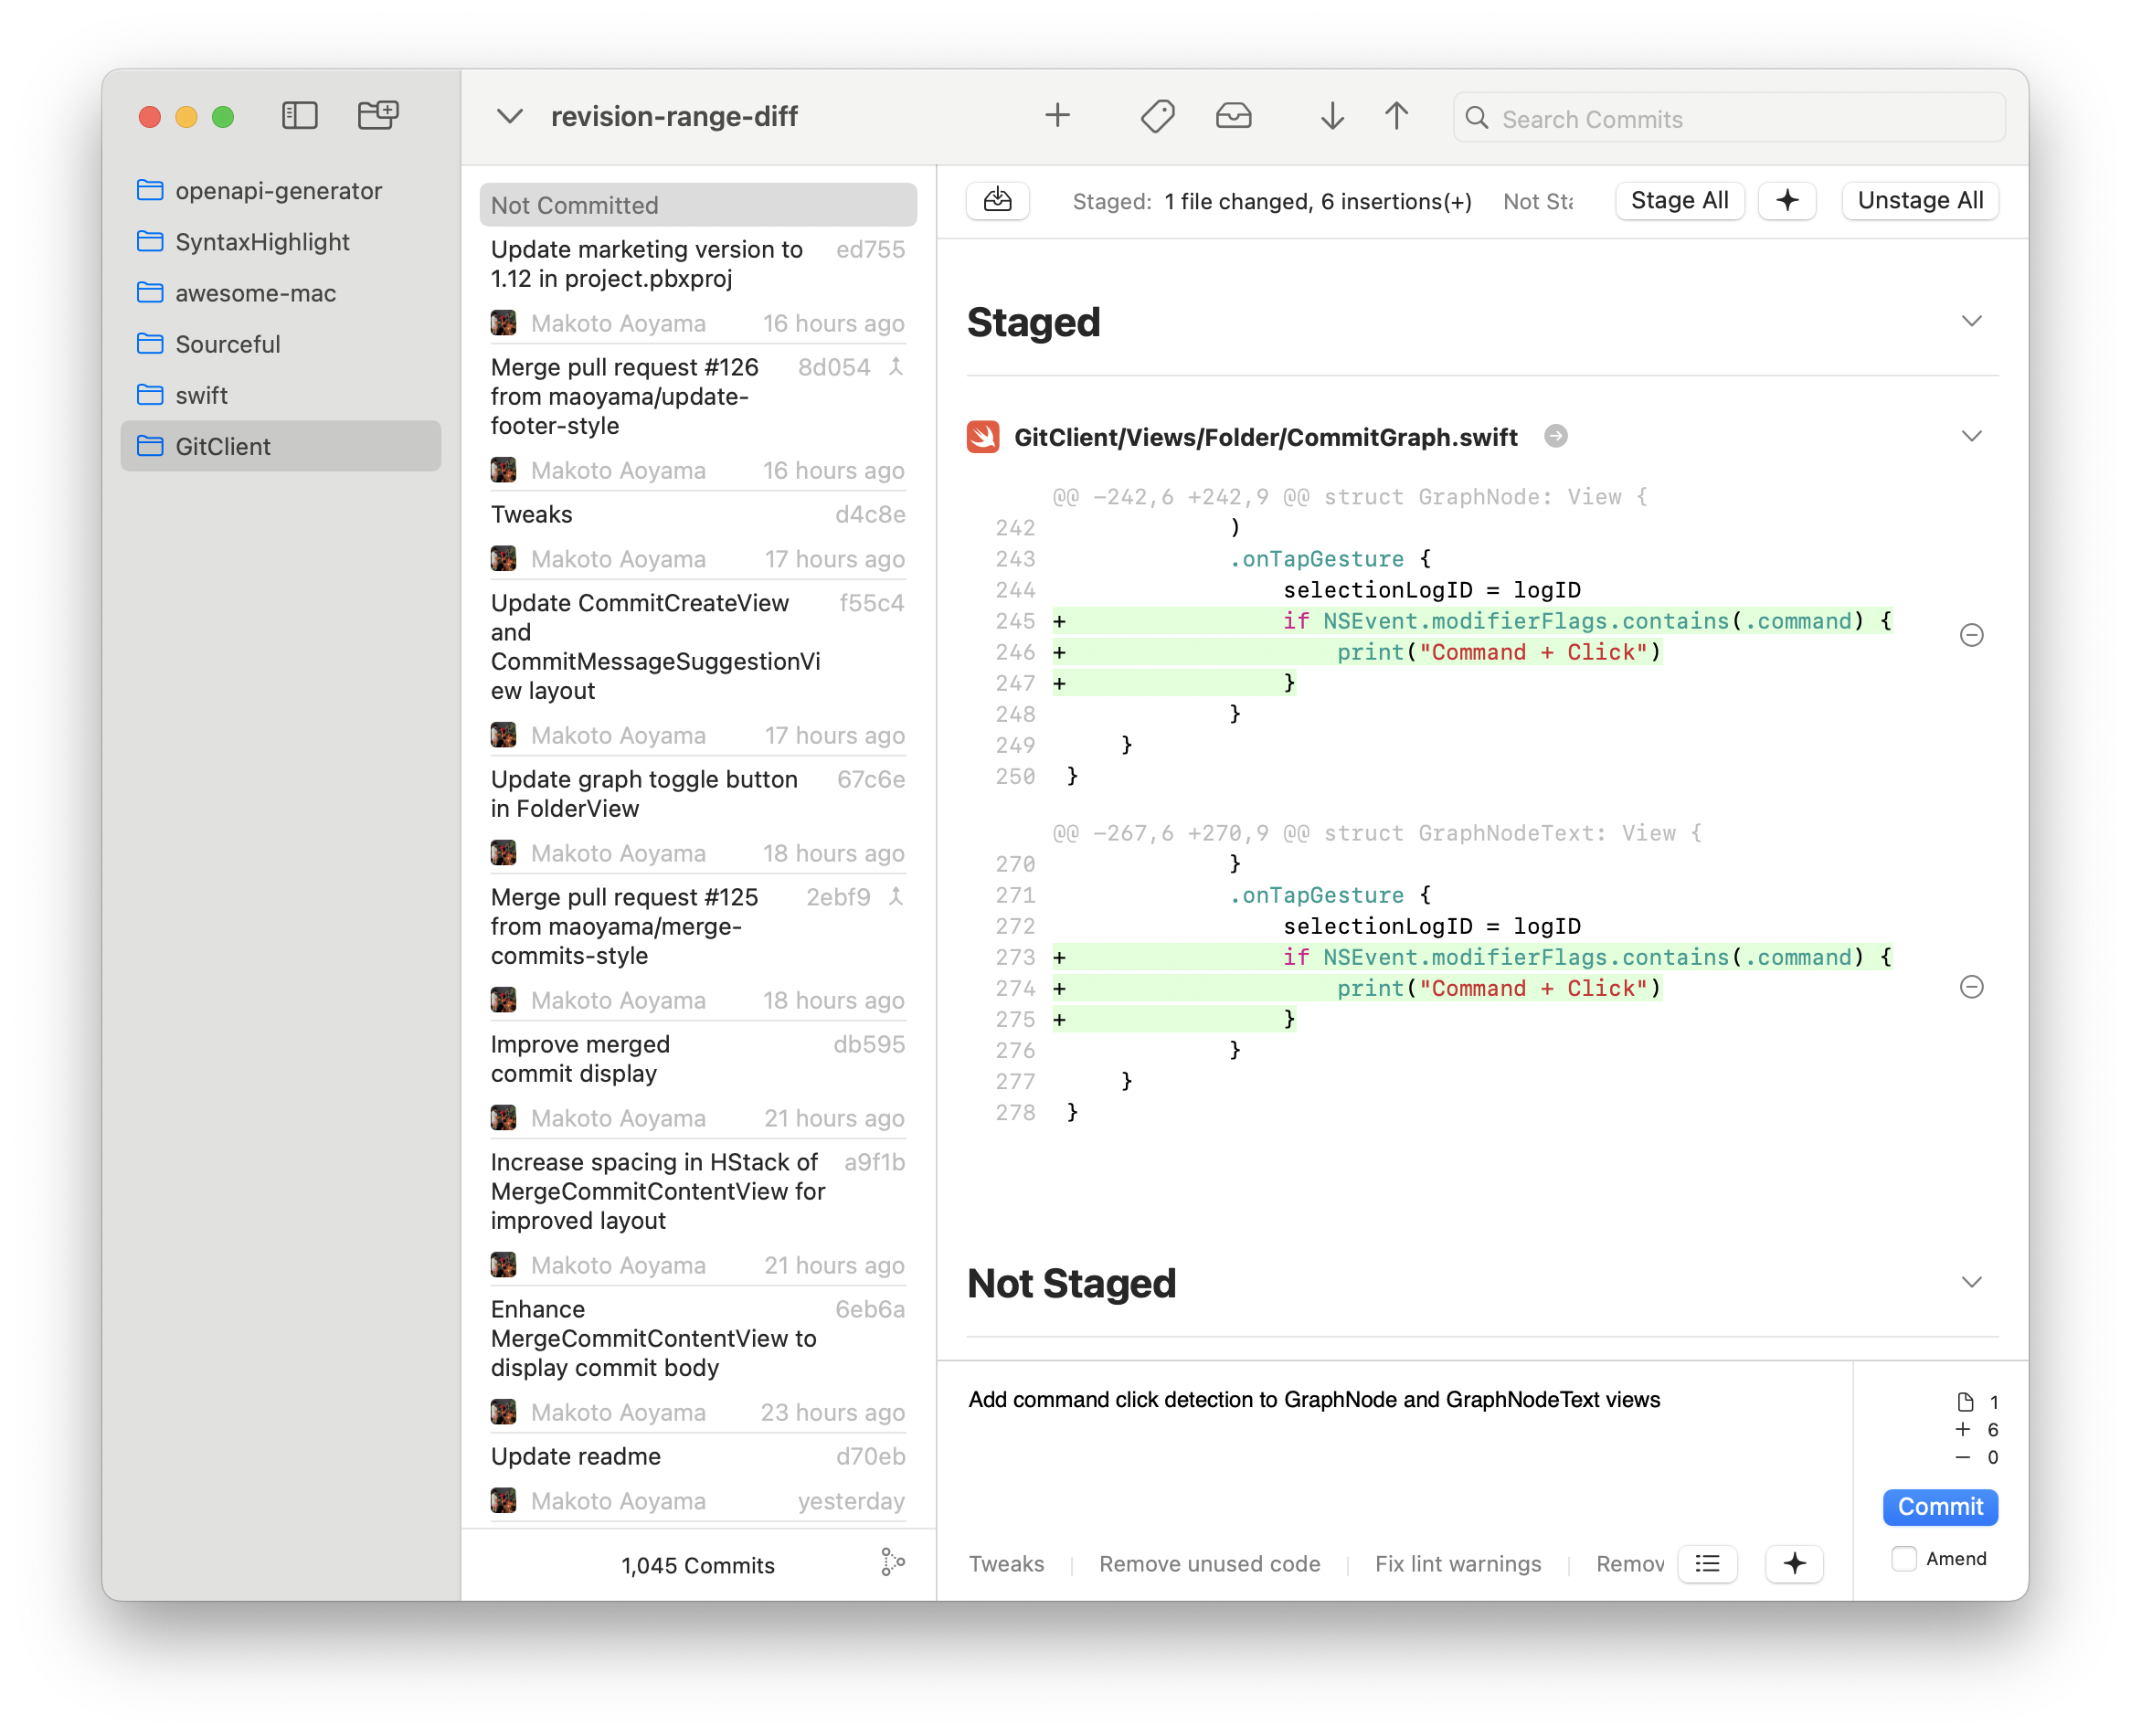 openapi-generator
SyntaxHighlight
awesome-mac
Sourceful
swift
GitClient
revision-range-diff
Search Commits
Not Committed
Update marketing version to ed755
1.12 in project.pbxproj
Makoto Aoyama 16 hours ago
Merge pull request #126 8d054
from maoyama/update-
footer-style
Makoto Aoyama 16 hours ago
Tweaks d4c8e
Makoto Aoyama 17 hours ago
Update CommitCreateView f55c4
and
CommitMessageSuggestionVi
ew layout
Makoto Aoyama 17 hours ago
Update graph toggle button 67c6e
in FolderView
Makoto Aoyama 18 hours ago
Merge pull request #125 2ebf9
from maoyama/merge-
commits-style
Makoto Aoyama 18 hours ago
Improve merged db595
commit display
Makoto Aoyama 21 hours ago
Increase spacing in HStack of a9f1b
MergeCommitContentView for
improved layout
Makoto Aoyama 21 hours ago
Enhance 6eb6a
MergeCommitContentView to
display commit body
Makoto Aoyama 23 hours ago
Update readme d70eb
Makoto Aoyama yesterday
1,045 Commits
Staged: 1 file changed, 6 insertions(+) Not Sta Stage All Unstage All
Staged
GitClient/Views/Folder/CommitGraph.swift
@@ -242,6 +242,9 @@ struct GraphNode: View {
242 )
243 .onTapGesture {
244 selectionLogID = logID
245 + if NSEvent.modifierFlags.contains(.command) {
246 + print("Command + Click")
247 + }
248 }
249 }
250 }
@@ -267,6 +270,9 @@ struct GraphNodeText: View {
270 }
271 .onTapGesture {
272 selectionLogID = logID
273 + if NSEvent.modifierFlags.contains(.command) {
274 + print("Command + Click")
275 + }
276 }
277 }
278 }
Not Staged
Add command click detection to GraphNode and GraphNodeText views
Tweaks Remove unused code Fix lint warnings Remov
1
+ 6
− 0
Commit
Amend